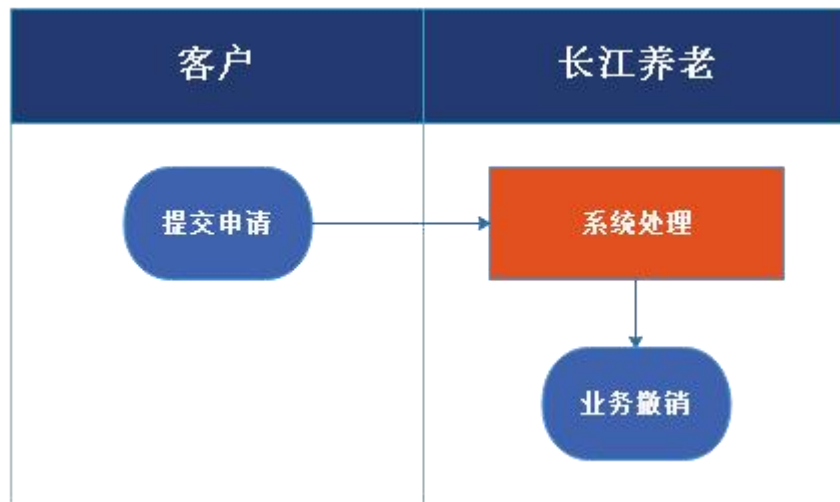 客户
长江养老
提交申请
系统处理
业务撤销